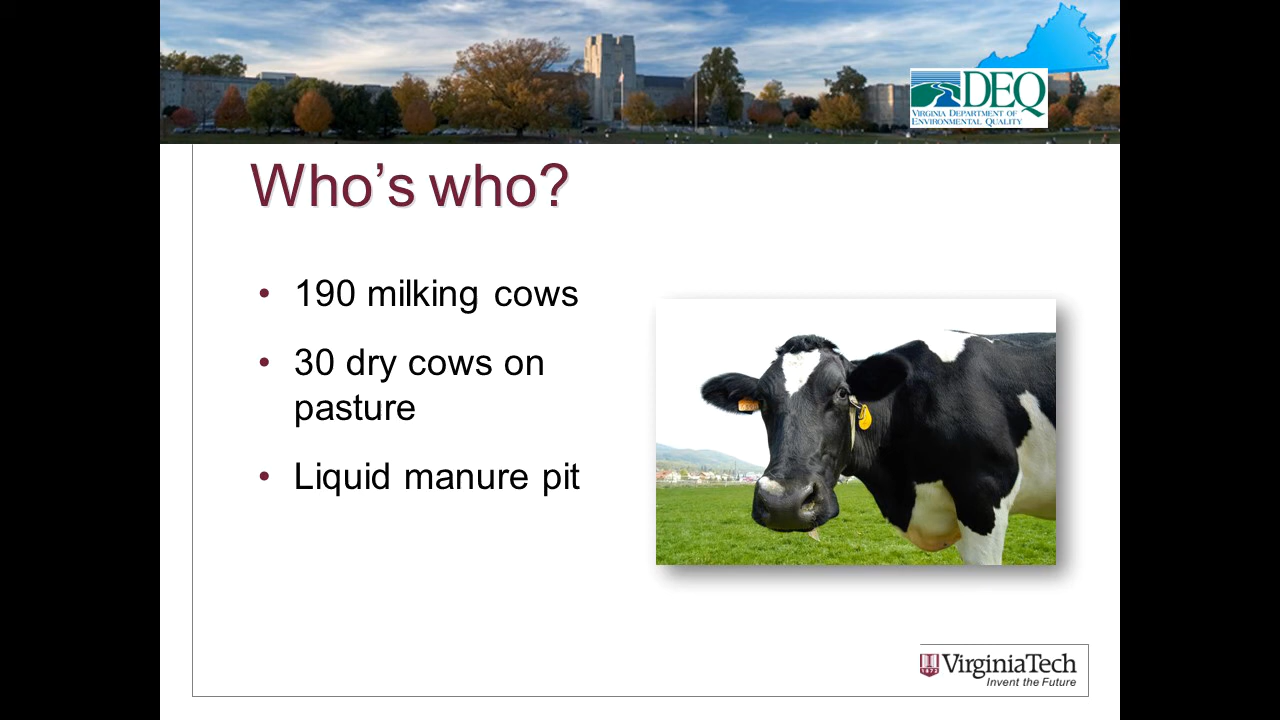 DEQ
VIRGINIA DEPARTMENT OF
ENVIRONMENTAL QUALITY
Who’s who?
• 190 milking cows
• 30 dry cows on
pasture
• Liquid manure pit
VirginiaTech
Invent the Future